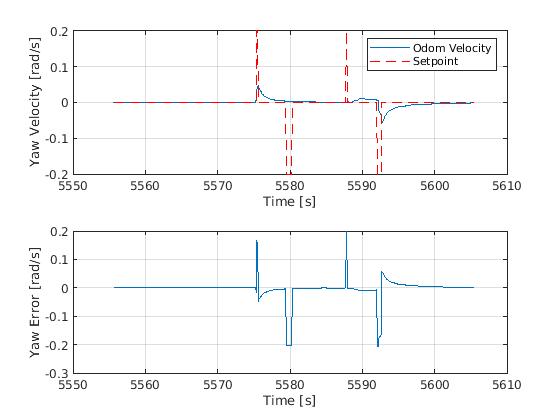 0.2
0.1
0
-0.1
-0.2
Yaw Velocity [rad/s]
Odom Velocity
Setpoint
5550 5560 5570 5580 5590 5600 5610
Time [s]
0.2
0.1
0
-0.1
-0.2
-0.3
Yaw Error [rad/s]
5550 5560 5570 5580 5590 5600 5610
Time [s]